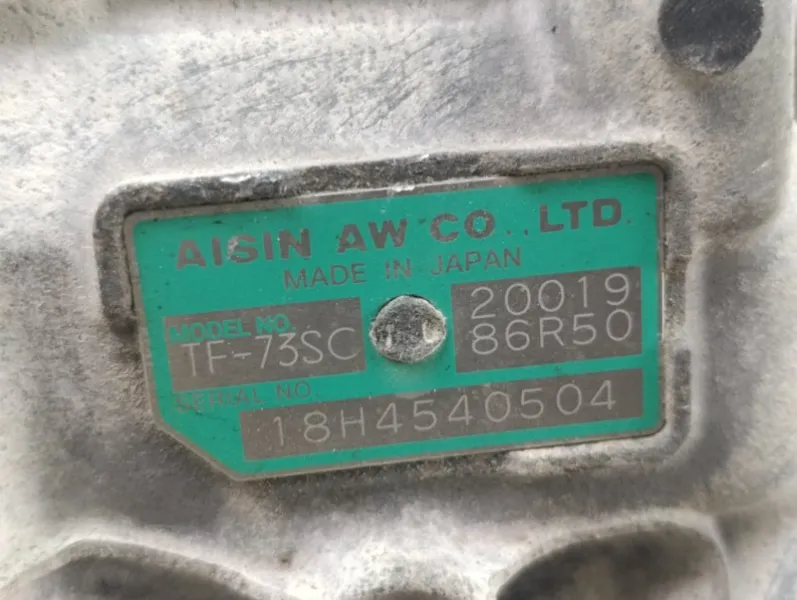 AISIN AW CO., LTD.
MADE IN JAPAN
MODEL NO.
TF-73SC
20019
86R50
SERIAL NO.
18H4540504